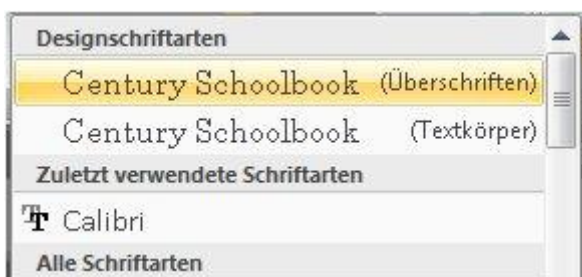 Designschriftarten
Century Schoolbook (Überschriften)
Century Schoolbook (Textkörper)
Zuletzt verwendete Schriftarten
Calibri
Alle Schriftarten